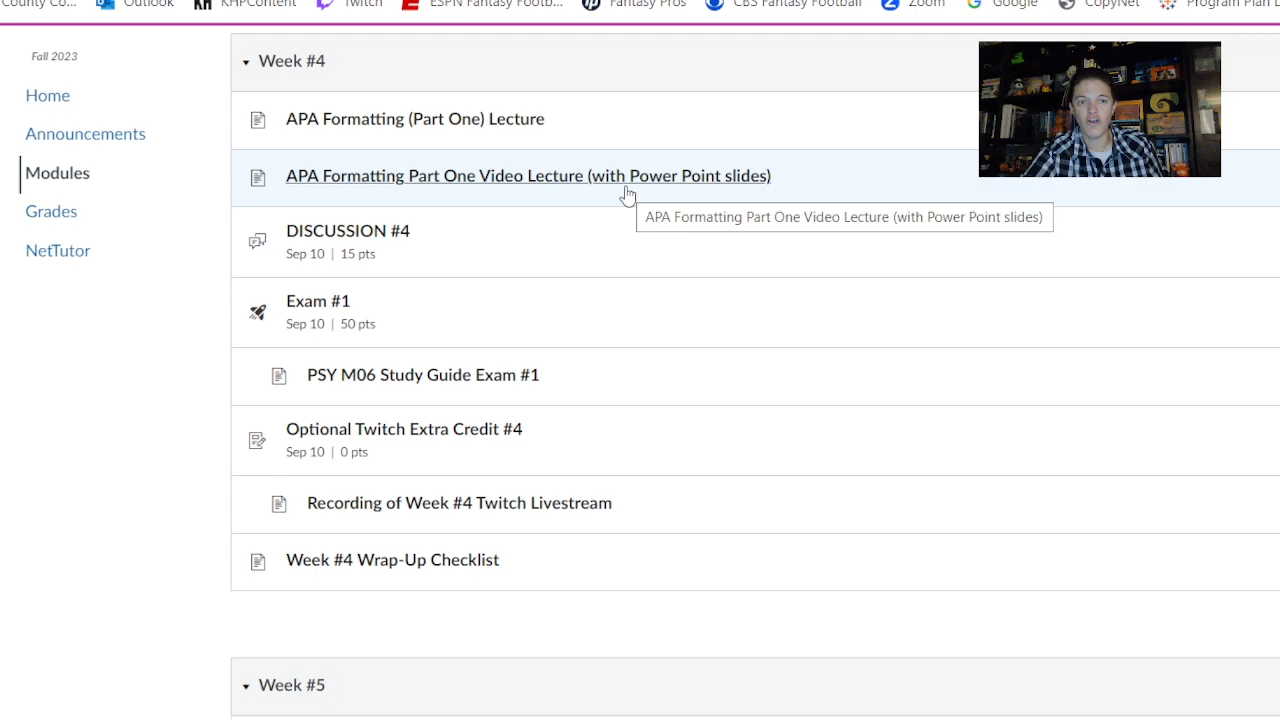 County Co... Outlook KHPContent Twitch ESPN Fantasy Footb... Fantasy Pros CBS Fantasy Football Zoom Google CopyNet Program Plan
Fall 2023
Home
Announcements
Modules
Grades
NetTutor
Week #4
APA Formatting (Part One) Lecture
APA Formatting Part One Video Lecture (with Power Point slides)
APA Formatting Part One Video Lecture (with Power Point slides)
DISCUSSION #4
Sep 10 | 15 pts
Exam #1
Sep 10 | 50 pts
PSY M06 Study Guide Exam #1
Optional Twitch Extra Credit #4
Sep 10 | 0 pts
Recording of Week #4 Twitch Livestream
Week #4 Wrap-Up Checklist
Week #5